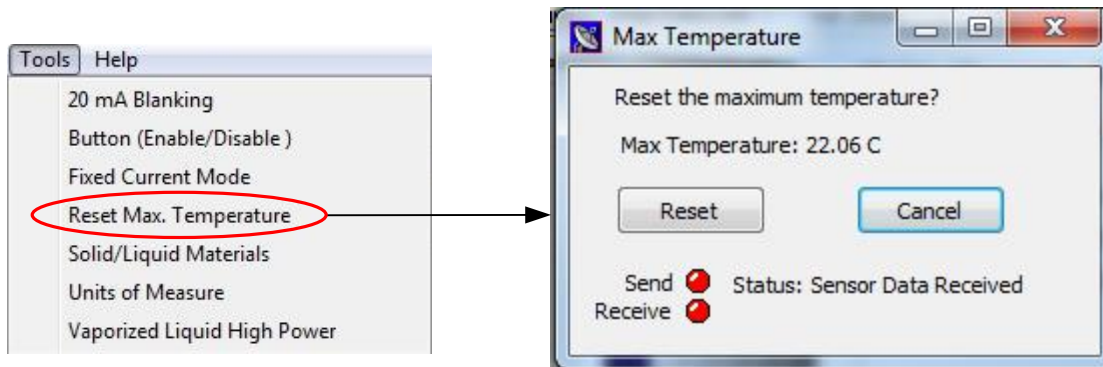 Tools Help
20 mA Blanking
Button (Enable/Disable )
Fixed Current Mode
Reset Max. Temperature
Solid/Liquid Materials
Units of Measure
Vaporized Liquid High Power
Max Temperature
Reset the maximum temperature?
Max Temperature: 22.06 C
Reset Cancel
Send Status: Sensor Data Received
Receive